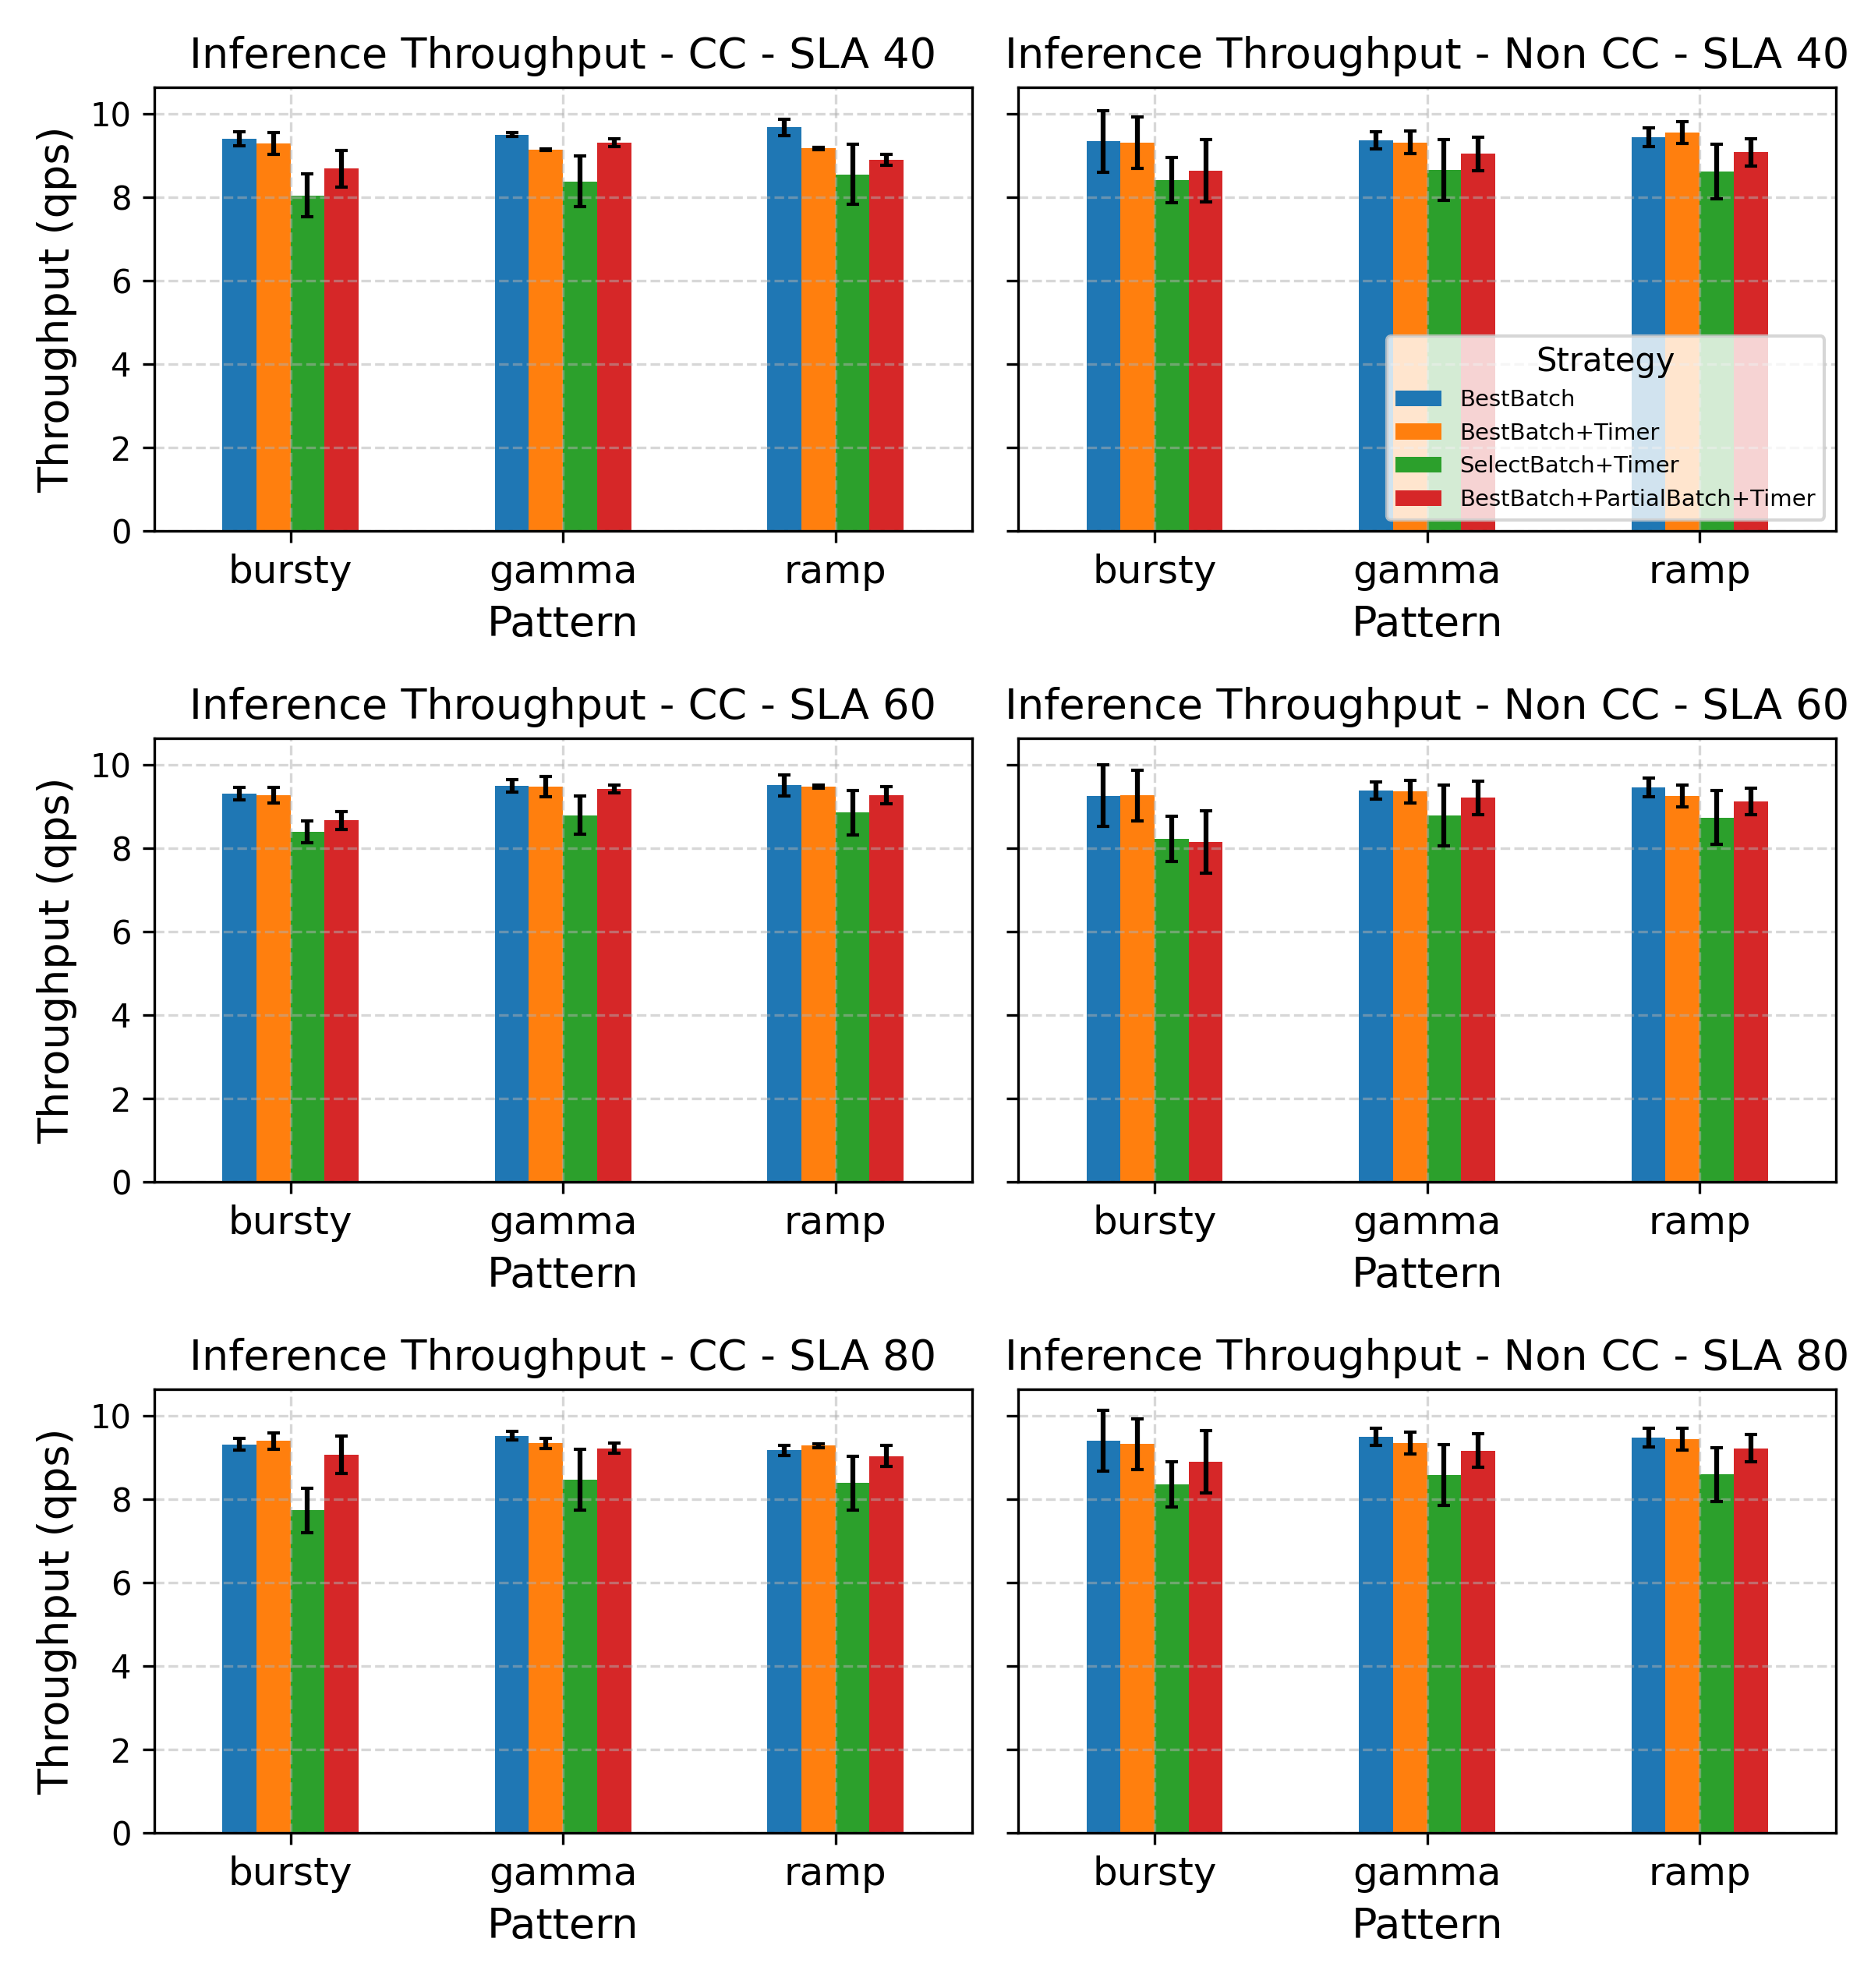 Inference Throughput - CC - SLA 40
Inference Throughput - Non CC - SLA 40
Throughput (qps)
10
8
6
4
2
0
bursty gamma ramp
Pattern
Strategy
BestBatch
BestBatch+Timer
SelectBatch+Timer
BestBatch+PartialBatch+Timer
bursty gamma ramp
Pattern
Inference Throughput - CC - SLA 60
Inference Throughput - Non CC - SLA 60
Throughput (qps)
10
8
6
4
2
0
bursty gamma ramp
Pattern
bursty gamma ramp
Pattern
Inference Throughput - CC - SLA 80
Inference Throughput - Non CC - SLA 80
Throughput (qps)
10
8
6
4
2
0
bursty gamma ramp
Pattern
bursty gamma ramp
Pattern